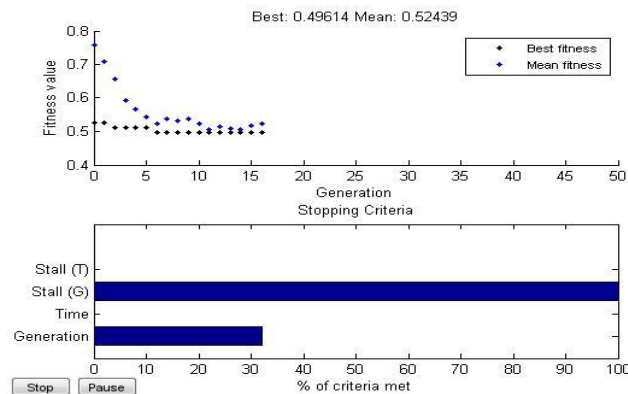 Best: 0.49614 Mean: 0.52439
Fitness value
0.8
0.7
0.6
0.5
0.4
Best fitness
Mean fitness
0 5 10 15 20 25 30 35 40 45 50
Generation
Stopping Criteria
Stall (T)
Stall (G)
Time
Generation
0 10 20 30 40 50 60 70 80 90 100
% of criteria met
Stop Pause